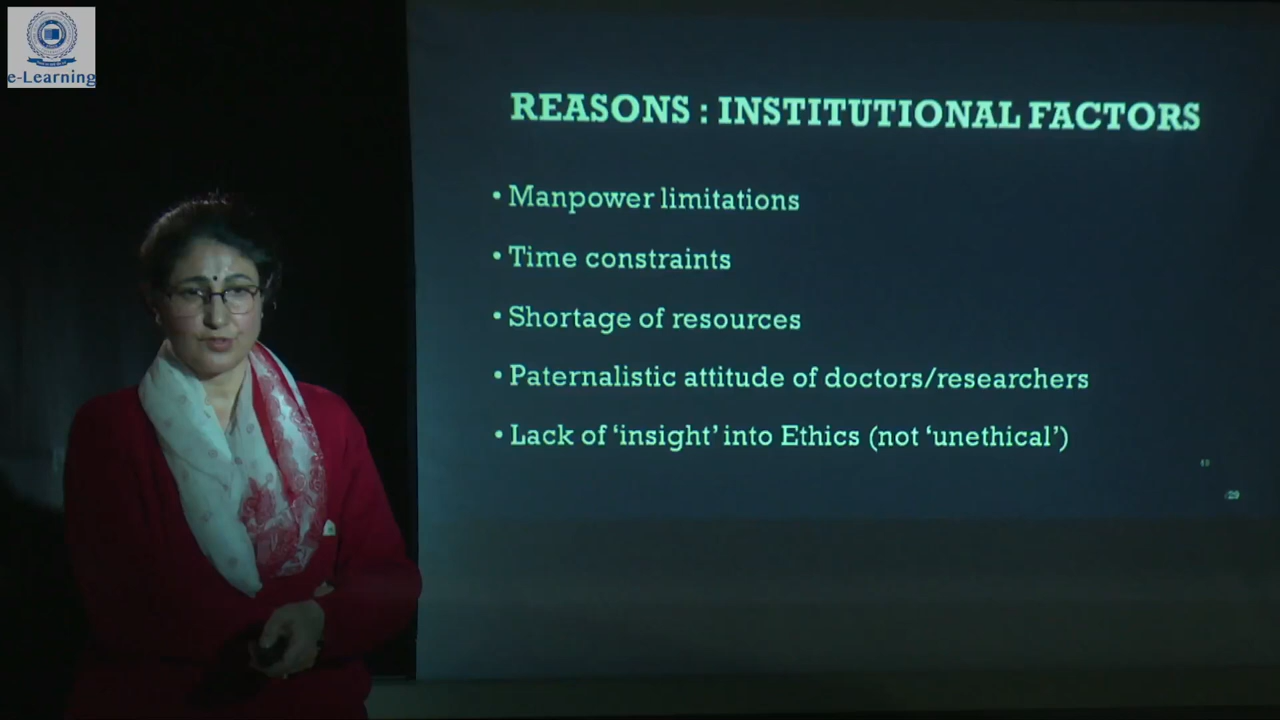 e-Learning
REASONS : INSTITUTIONAL FACTORS
• Manpower limitations
• Time constraints
• Shortage of resources
• Paternalistic attitude of doctors/researchers
• Lack of ‘insight’ into Ethics (not ‘unethical’)
29